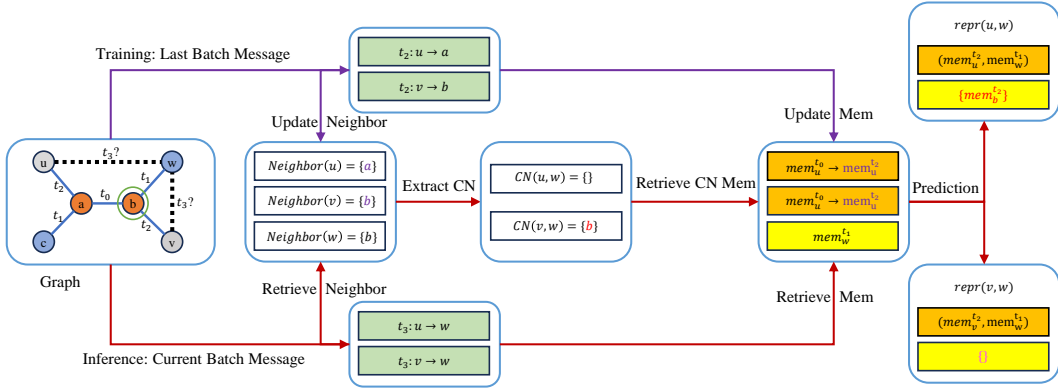 Training: Last Batch Message
t₂: u → a
t₂: v → b
Update Neighbor
Update Mem
u
t₃?
w
t₂
t₁
a
t₀
b
t₃?
t₁
t₂
c
v
Graph
Neighbor(u) = {a}
Neighbor(v) = {b}
Neighbor(w) = {b}
Extract CN
CN(u, w) = {}
CN(v, w) = {b}
Retrieve CN Mem
mem_u^{t₀} → mem_u^{t₂}
mem_u^{t₀} → mem_u^{t₂}
mem_w^{t₁}
Prediction
repr(u, w)
(mem_u^{t₂}, mem_w^{t₁})
{mem_b^{t₂}}
repr(v, w)
(mem_v^{t₂}, mem_w^{t₁})
{}
Retrieve Neighbor
Retrieve Mem
Inference: Current Batch Message
t₃: u → w
t₃: v → w